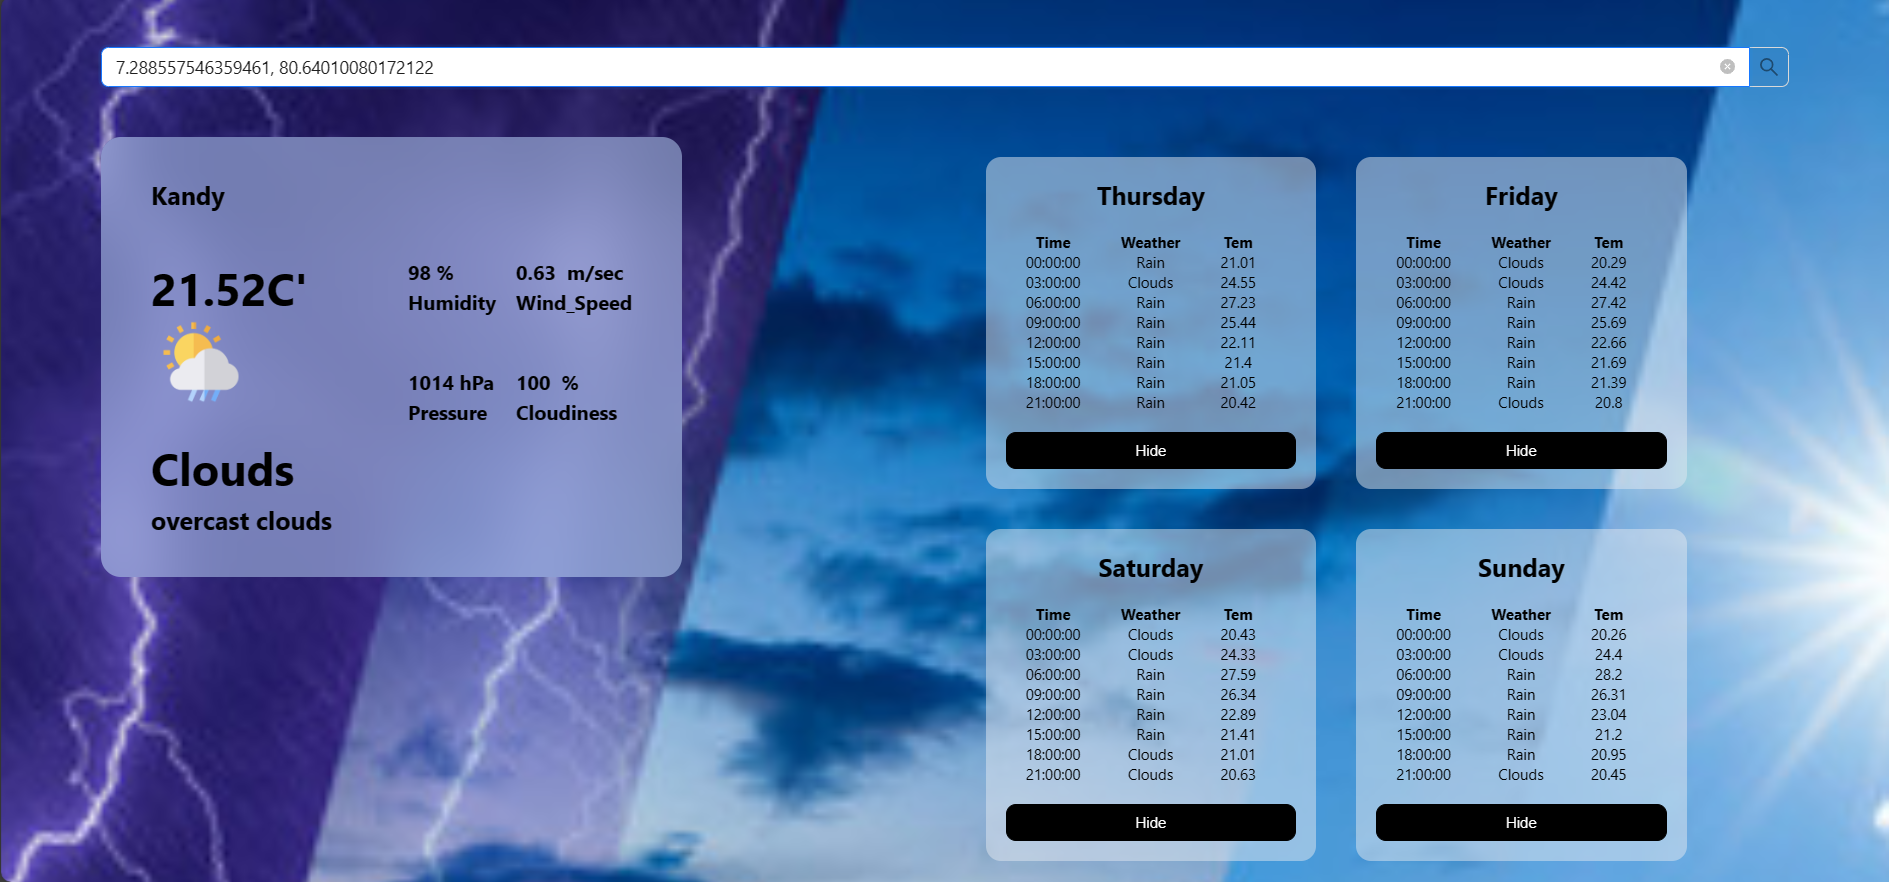 7.288557546359461, 80.64010080172122
Kandy
21.52C'
98 % 0.63 m/sec
Humidity Wind_Speed
1014 hPa 100 %
Pressure Cloudiness
Clouds
overcast clouds
Thursday
Time Weather Tem
00:00:00 Rain 21.01
03:00:00 Clouds 24.55
06:00:00 Rain 27.23
09:00:00 Rain 25.44
12:00:00 Rain 22.11
15:00:00 Rain 21.4
18:00:00 Rain 21.05
21:00:00 Rain 20.42
Hide
Friday
Time Weather Tem
00:00:00 Clouds 20.29
03:00:00 Clouds 24.42
06:00:00 Rain 27.42
09:00:00 Rain 25.69
12:00:00 Rain 22.66
15:00:00 Rain 21.69
18:00:00 Rain 21.39
21:00:00 Clouds 20.8
Hide
Saturday
Time Weather Tem
00:00:00 Clouds 20.43
03:00:00 Clouds 24.33
06:00:00 Rain 27.59
09:00:00 Rain 26.34
12:00:00 Rain 22.89
15:00:00 Rain 21.41
18:00:00 Clouds 21.01
21:00:00 Clouds 20.63
Hide
Sunday
Time Weather Tem
00:00:00 Clouds 20.26
03:00:00 Clouds 24.4
06:00:00 Rain 28.2
09:00:00 Rain 26.31
12:00:00 Rain 23.04
15:00:00 Rain 21.2
18:00:00 Rain 20.95
21:00:00 Clouds 20.45
Hide